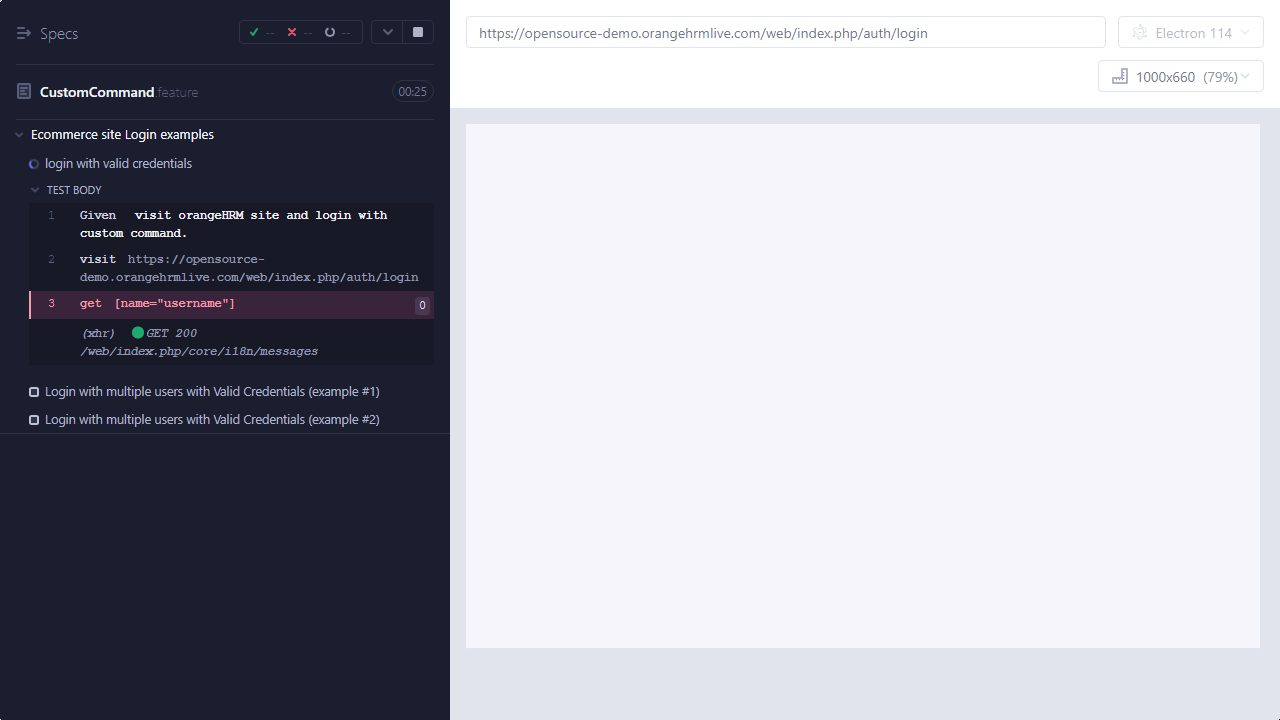 Specs
-- -- --
https://opensource-demo.orangehrmlive.com/web/index.php/auth/login
Electron 114
1000x660 (79%)
CustomCommand.feature
00:25
Ecommerce site Login examples
login with valid credentials
TEST BODY
1 Given visit orangeHRM site and login with
custom command.
2 visit https://opensource-
demo.orangehrmlive.com/web/index.php/auth/login
3 get [name="username"] 0
(xhr) GET 200
/web/index.php/core/i18n/messages
Login with multiple users with Valid Credentials (example #1)
Login with multiple users with Valid Credentials (example #2)